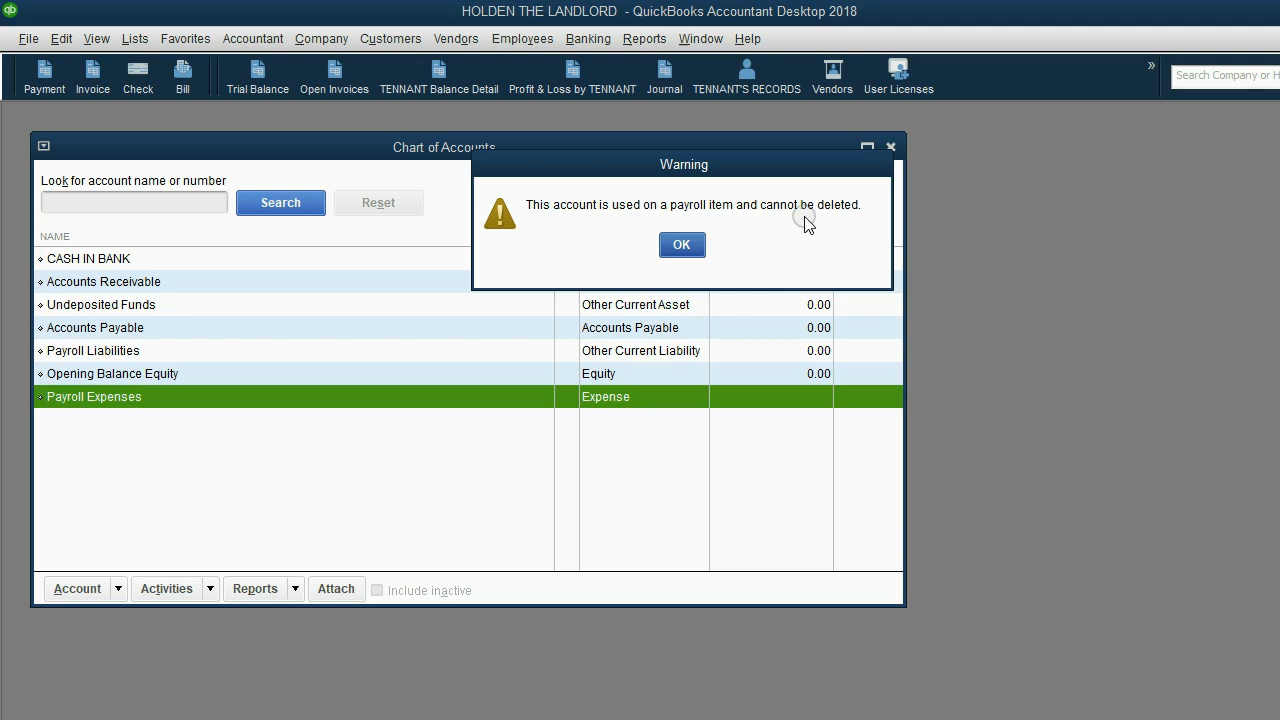 qb
HOLDEN THE LANDLORD - QuickBooks Accountant Desktop 2018
File Edit View Lists Favorites Accountant Company Customers Vendors Employees Banking Reports Window Help
Payment Invoice Check Bill Trial Balance Open Invoices TENNANT Balance Detail Profit & Loss by TENNANT Journal TENNANT'S RECORDS Vendors User Licenses » Search Company or H
Chart of Accounts
Warning
Look for account name or number
This account is used on a payroll item and cannot be deleted.
Search Reset
OK
NAME
CASH IN BANK
Accounts Receivable
Undeposited Funds Other Current Asset 0.00
Accounts Payable Accounts Payable 0.00
Payroll Liabilities Other Current Liability 0.00
Opening Balance Equity Equity 0.00
Payroll Expenses Expense
Account Activities Reports Attach Include inactive